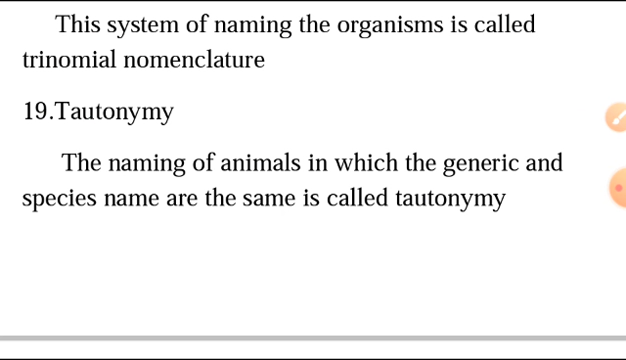 This system of naming the organisms is called
trinomial nomenclature
19.Tautonymy
The naming of animals in which the generic and
species name are the same is called tautonymy